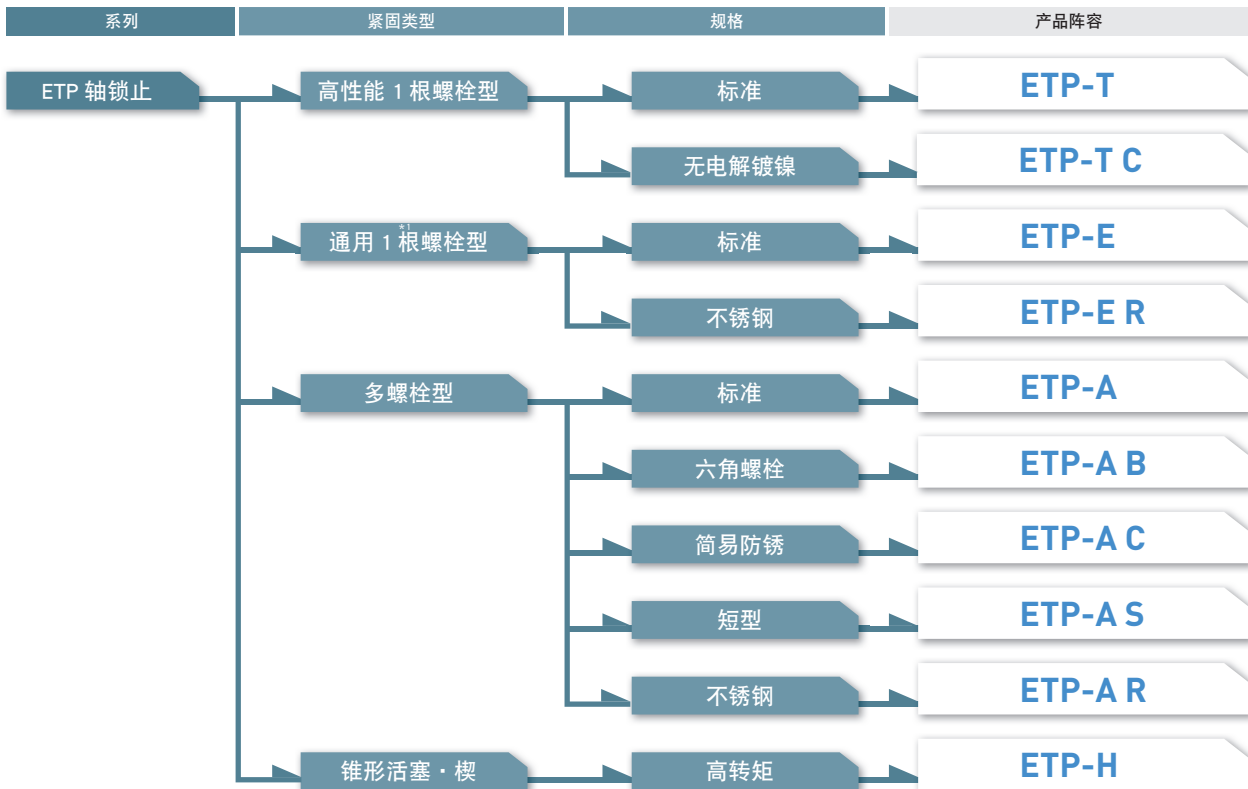 系列
紧固类型
规格
产品阵容
ETP 轴锁止
高性能 1 根螺栓型
标准
ETP-T
无电解镀镍
ETP-T C
通用 1 根螺栓型*1
标准
ETP-E
不锈钢
ETP-E R
多螺栓型
标准
ETP-A
六角螺栓
ETP-A B
简易防锈
ETP-A C
短型
ETP-A S
不锈钢
ETP-A R
锥形活塞・楔
高转矩
ETP-H